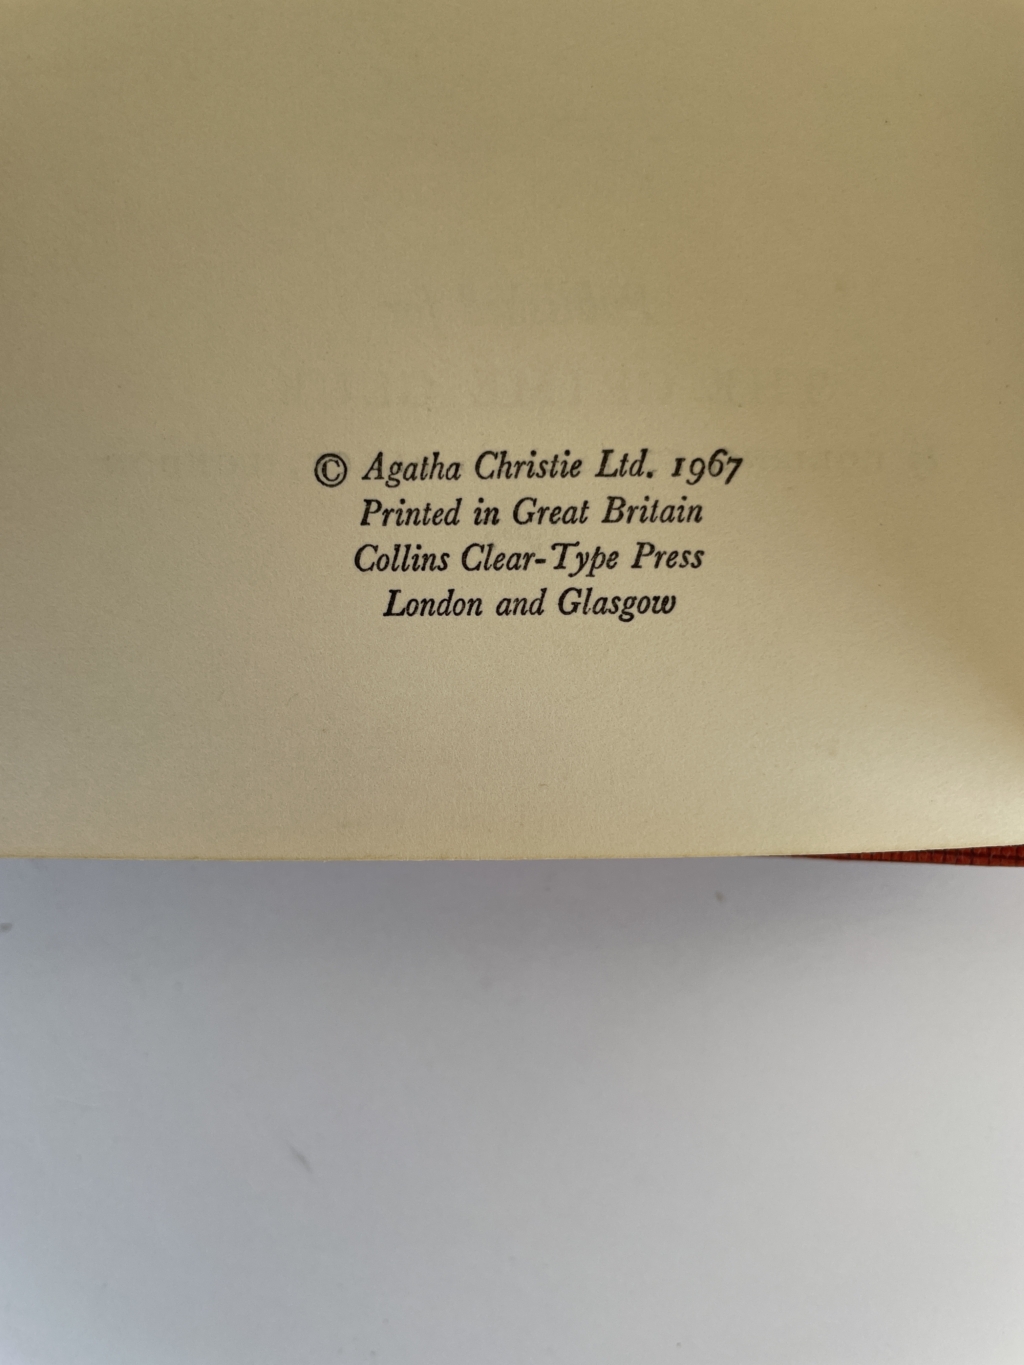 © Agatha Christie Ltd. 1967
Printed in Great Britain
Collins Clear-Type Press
London and Glasgow